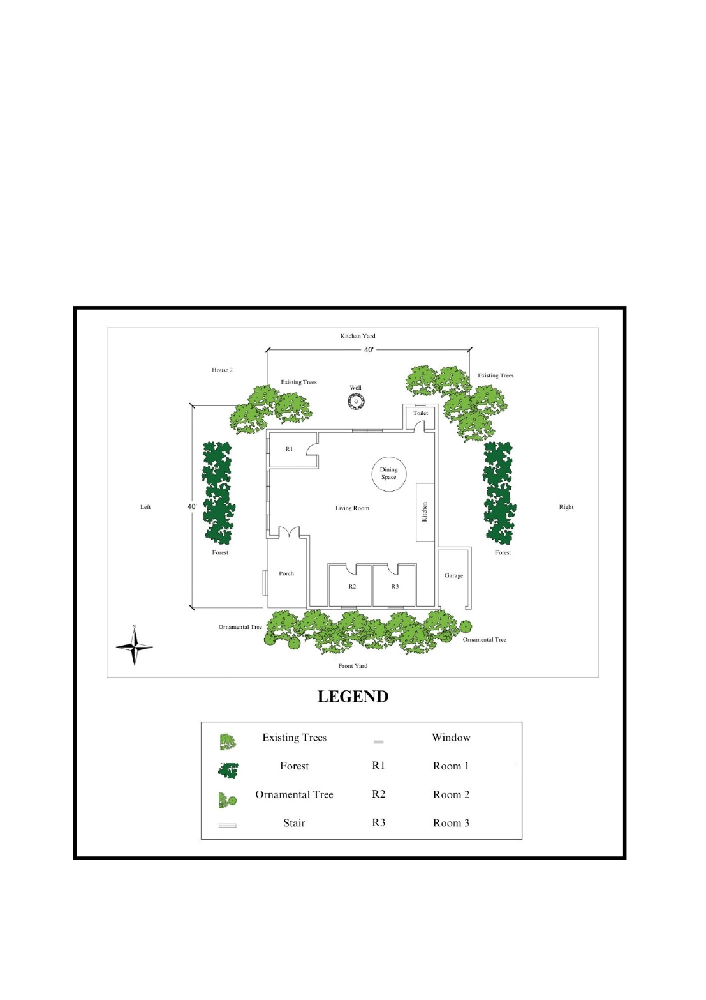 Kitchan Yard
40'
House 2
Existing Trees
Existing Trees
Well
Toilet
R1
Dining
Space
Left
40'
Living Room
Kitchen
Right
Forest
Forest
Porch
Garage
R2
R3
Ornamental Tree
N
Ornamental Tree
Front Yard
LEGEND
Existing Trees
Window
Forest
R1
Room 1
Ornamental Tree
R2
Room 2
Stair
R3
Room 3